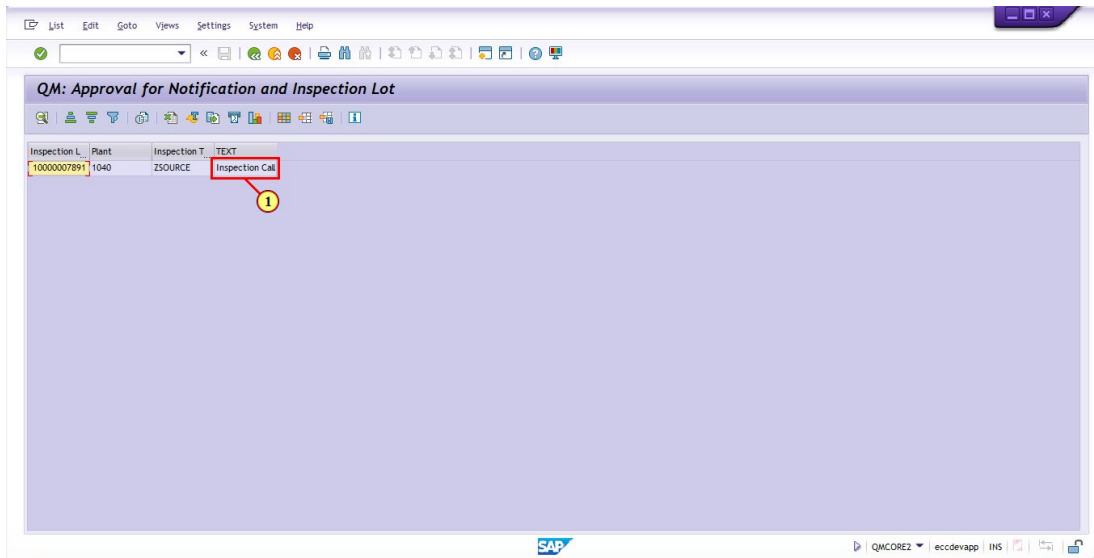 List Edit Goto Views Settings System Help
QM: Approval for Notification and Inspection Lot
Inspection L.. Plant Inspection T.. TEXT
10000007891 1040 ZSOURCE Inspection Call
1
SAP QMCORE2 eccdevapp INS